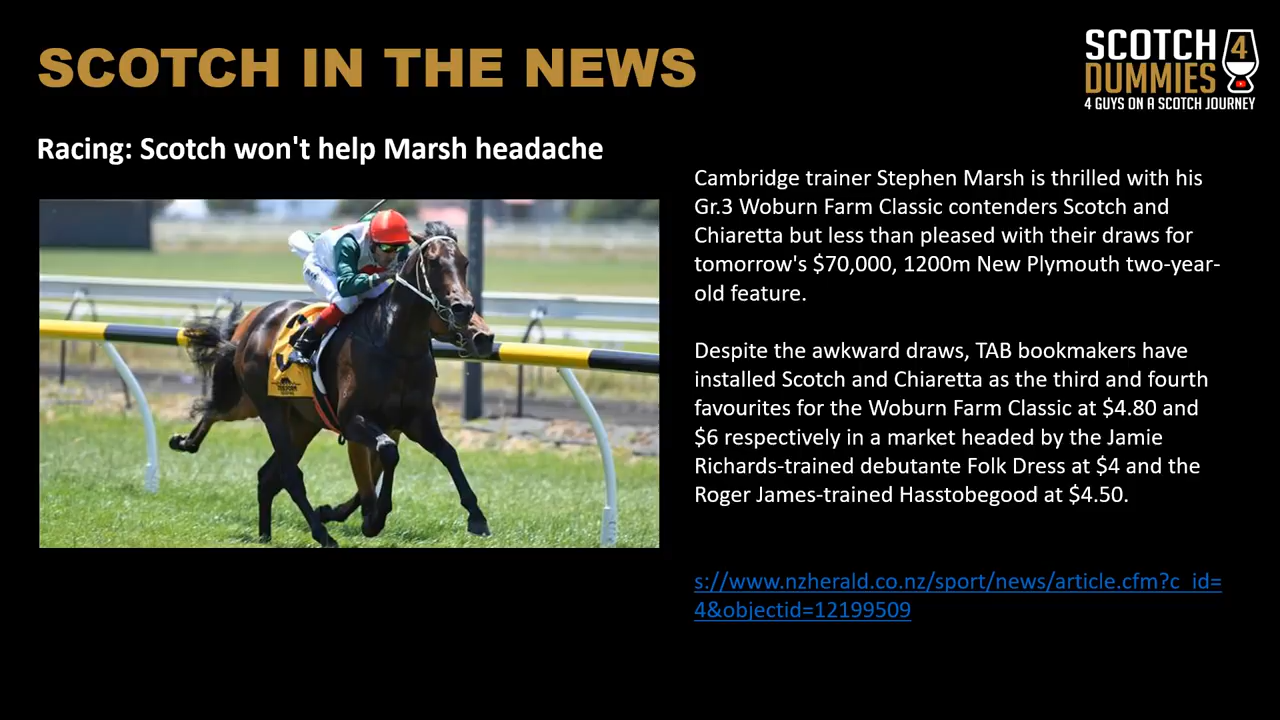 SCOTCH IN THE NEWS
SCOTCH 4
DUMMIES
4 GUYS ON A SCOTCH JOURNEY
Racing: Scotch won't help Marsh headache
Cambridge trainer Stephen Marsh is thrilled with his
Gr.3 Woburn Farm Classic contenders Scotch and
Chiaretta but less than pleased with their draws for
tomorrow's $70,000, 1200m New Plymouth two-year-
old feature.
Despite the awkward draws, TAB bookmakers have
installed Scotch and Chiaretta as the third and fourth
favourites for the Woburn Farm Classic at $4.80 and
$6 respectively in a market headed by the Jamie
Richards-trained debutante Folk Dress at $4 and the
Roger James-trained Hasstobegood at $4.50.
s://www.nzherald.co.nz/sport/news/article.cfm?c_id=
4&objectid=12199509